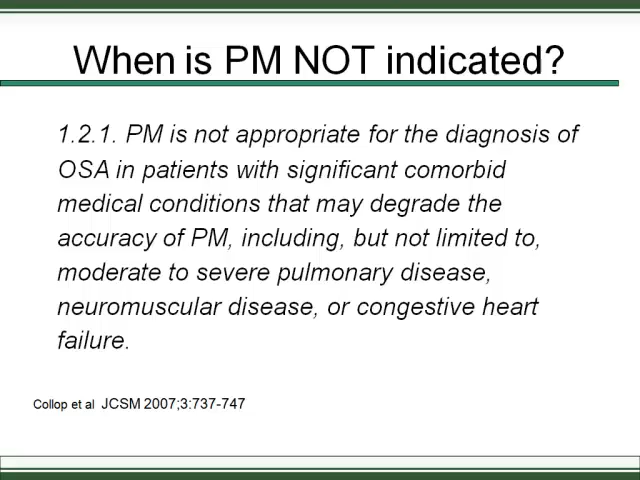 When is PM NOT indicated?
1.2.1. PM is not appropriate for the diagnosis of
OSA in patients with significant comorbid
medical conditions that may degrade the
accuracy of PM, including, but not limited to,
moderate to severe pulmonary disease,
neuromuscular disease, or congestive heart
failure.
Collop et al JCSM 2007;3:737-747